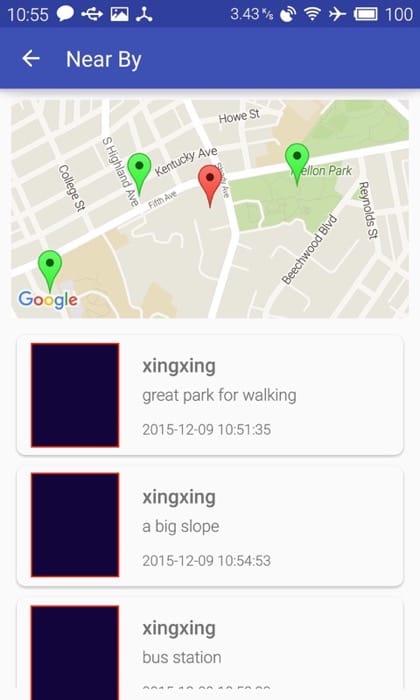 10:55 3.43 K/s 100
Near By
Howe St
S Highland Ave
Kentucky Ave
College St
Fifth Ave
Shady Ave
Mellon Park
Reynolds St
Beechwood Blvd
Google
xingxing
great park for walking
2015-12-09 10:51:35
xingxing
a big slope
2015-12-09 10:54:53
xingxing
bus station